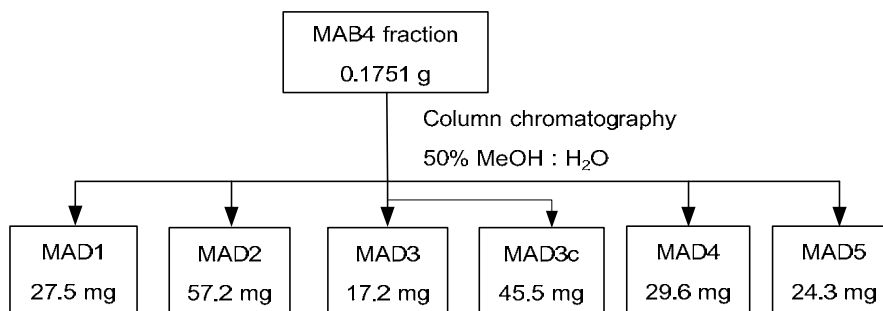 MAB4 fraction
0.1751 g
Column chromatography
50% MeOH : H₂O
MAD1
27.5 mg
MAD2
57.2 mg
MAD3
17.2 mg
MAD3c
45.5 mg
MAD4
29.6 mg
MAD5
24.3 mg